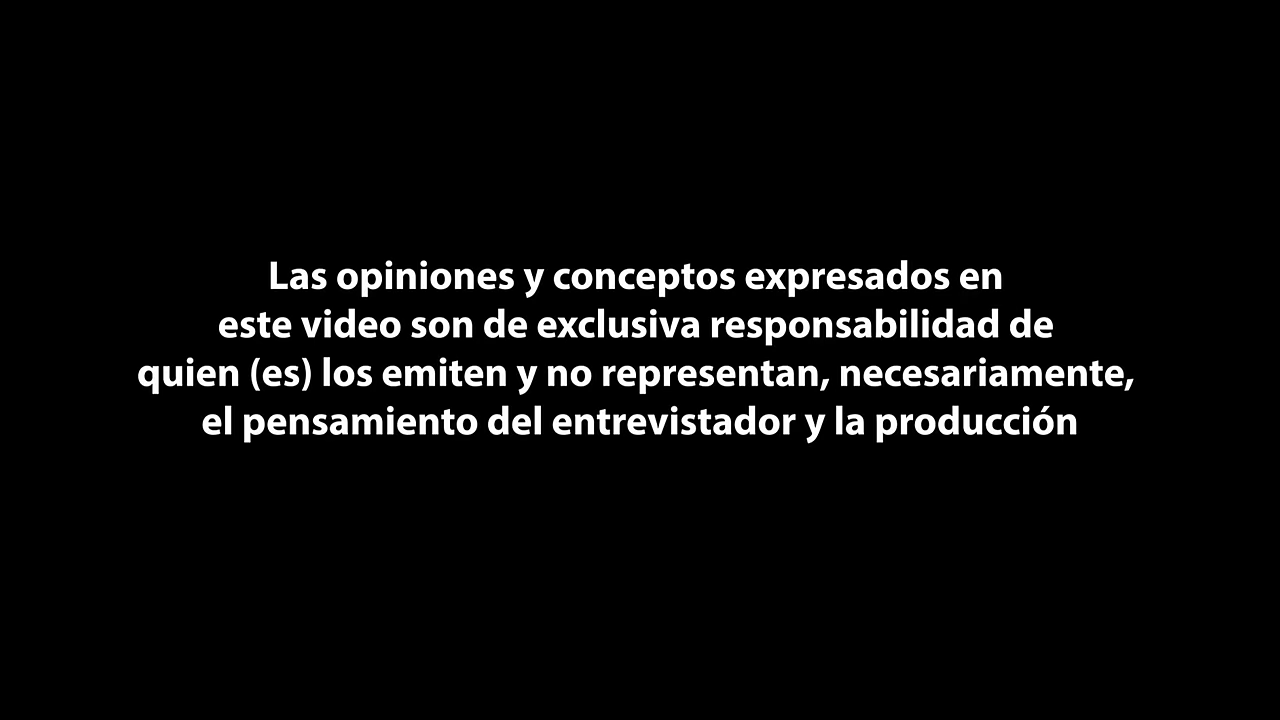 Las opiniones y conceptos expresados en
este video son de exclusiva responsabilidad de
quien (es) los emiten y no representan, necesariamente,
el pensamiento del entrevistador y la producción